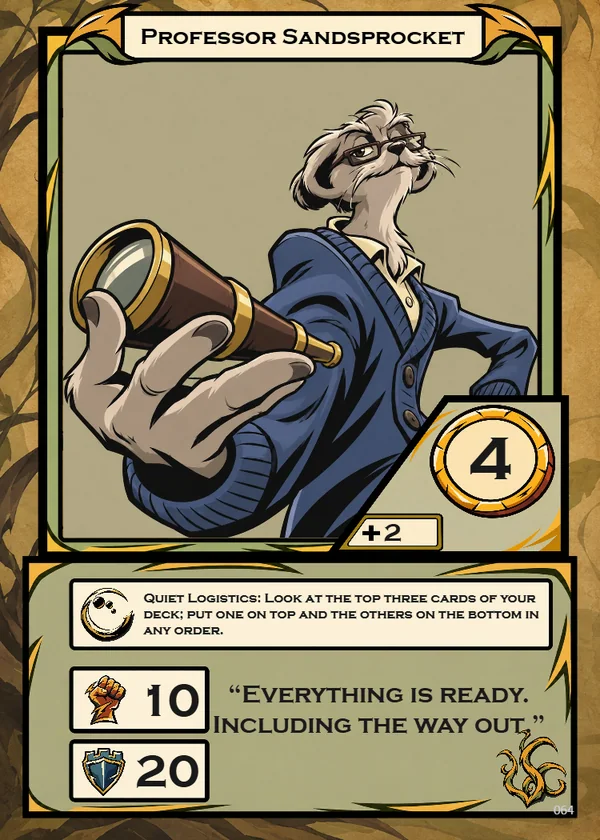 Professor Sandsprocket
4
+2
Quiet Logistics: Look at the top three cards of your
deck; put one on top and the others on the bottom in
any order.
10
“Everything is ready.
Including the way out.”
20
064